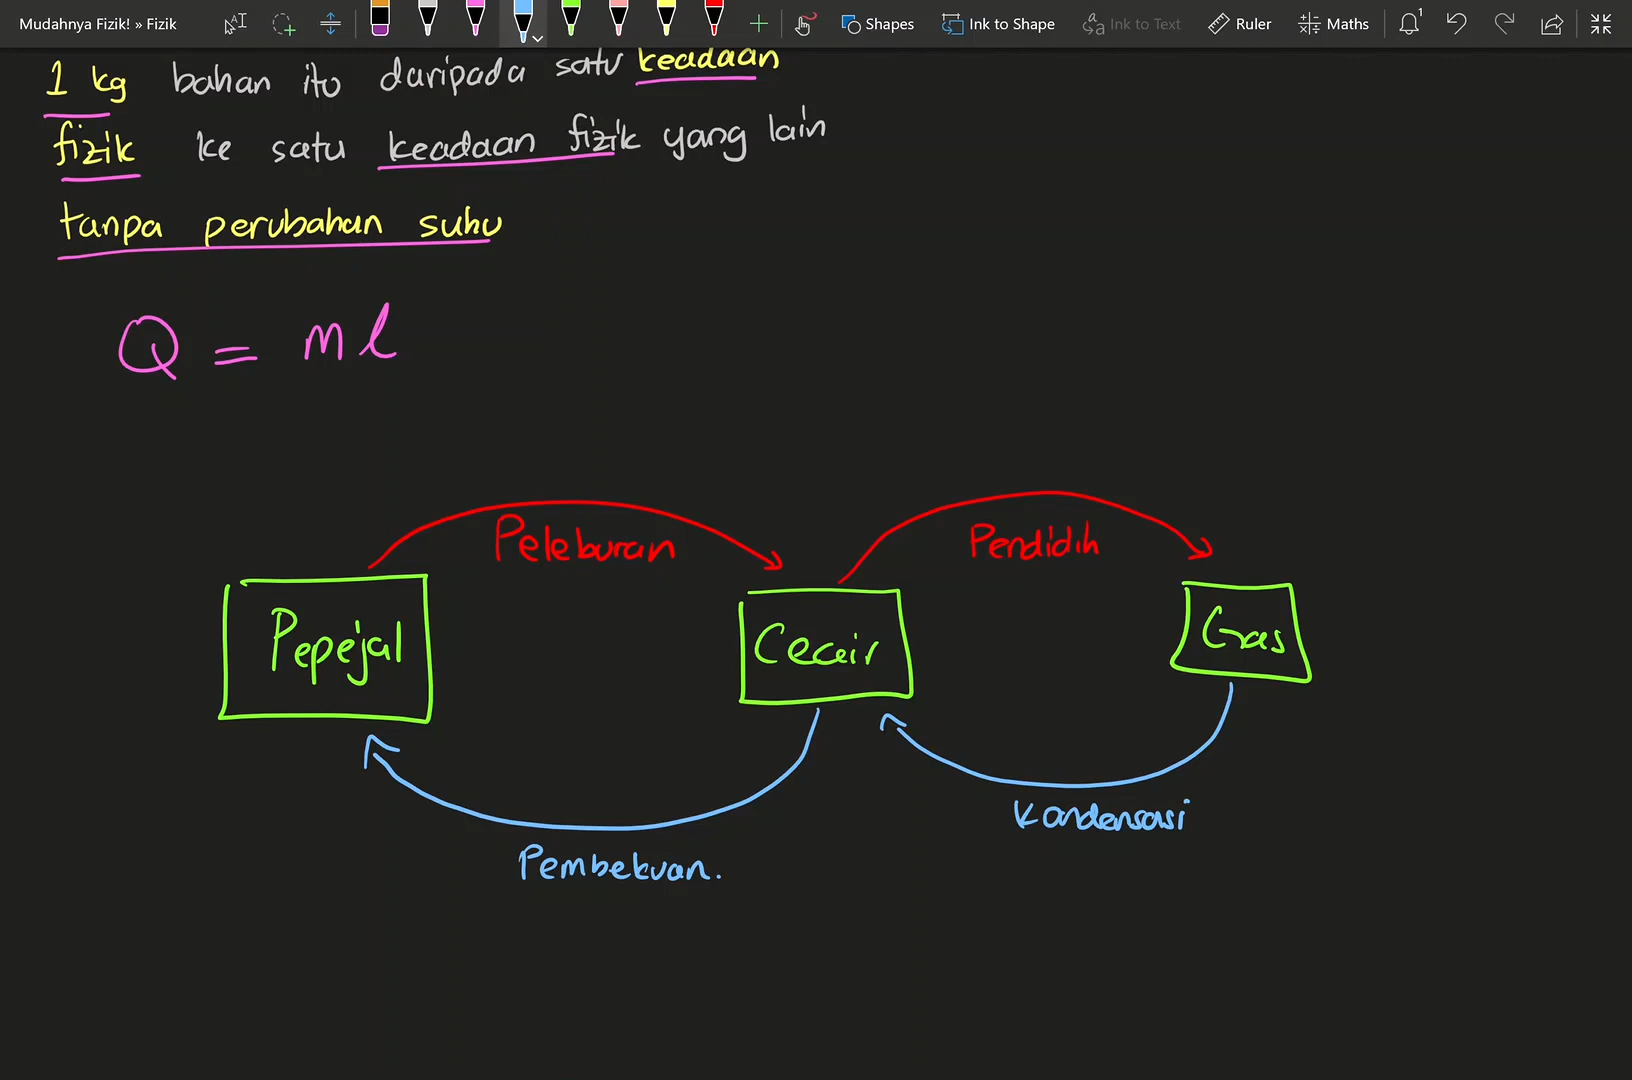 Mudahnya Fizik! » Fizik
Shapes
Ink to Shape
Ink to Text
Ruler
Maths
1
1 kg bahan itu daripada satu keadaan
fizik ke satu keadaan fizik yang lain
tanpa perubahan suhu
Q = ml
Peleburan
Pendidih
Pepejal
Cecair
Gas
Kondensasi
Pembekuan.